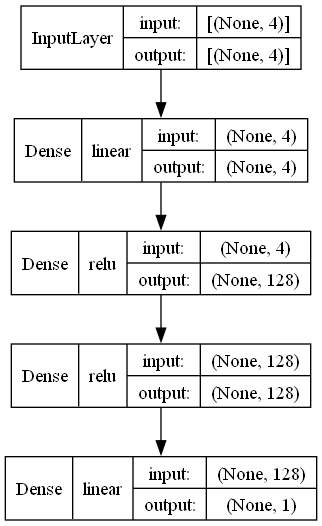 InputLayer
input: [(None, 4)]
output: [(None, 4)]
Dense linear
input: (None, 4)
output: (None, 4)
Dense relu
input: (None, 4)
output: (None, 128)
Dense relu
input: (None, 128)
output: (None, 128)
Dense linear
input: (None, 128)
output: (None, 1)